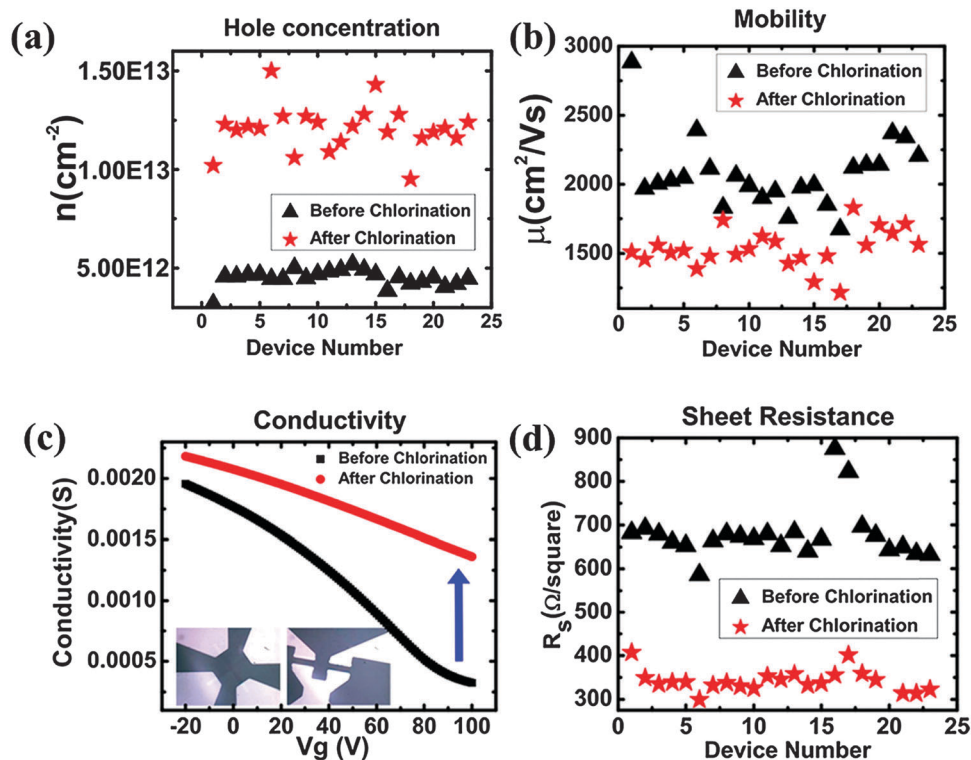 (a)
Hole concentration
1.50E13
1.00E13
5.00E12
n(cm⁻²)
Before Chlorination
After Chlorination
0 5 10 15 20 25
Device Number
(b)
Mobility
3000
2500
2000
1500
μ(cm²/Vs)
Before Chlorination
After Chlorination
0 5 10 15 20 25
Device Number
(c)
Conductivity
0.0020
0.0015
0.0010
0.0005
Conductivity(S)
Before Chlorination
After Chlorination
-20 0 20 40 60 80 100
Vg (V)
(d)
Sheet Resistance
900
800
700
600
500
400
300
Rs(Ω/square)
Before Chlorination
After Chlorination
0 5 10 15 20 25
Device Number